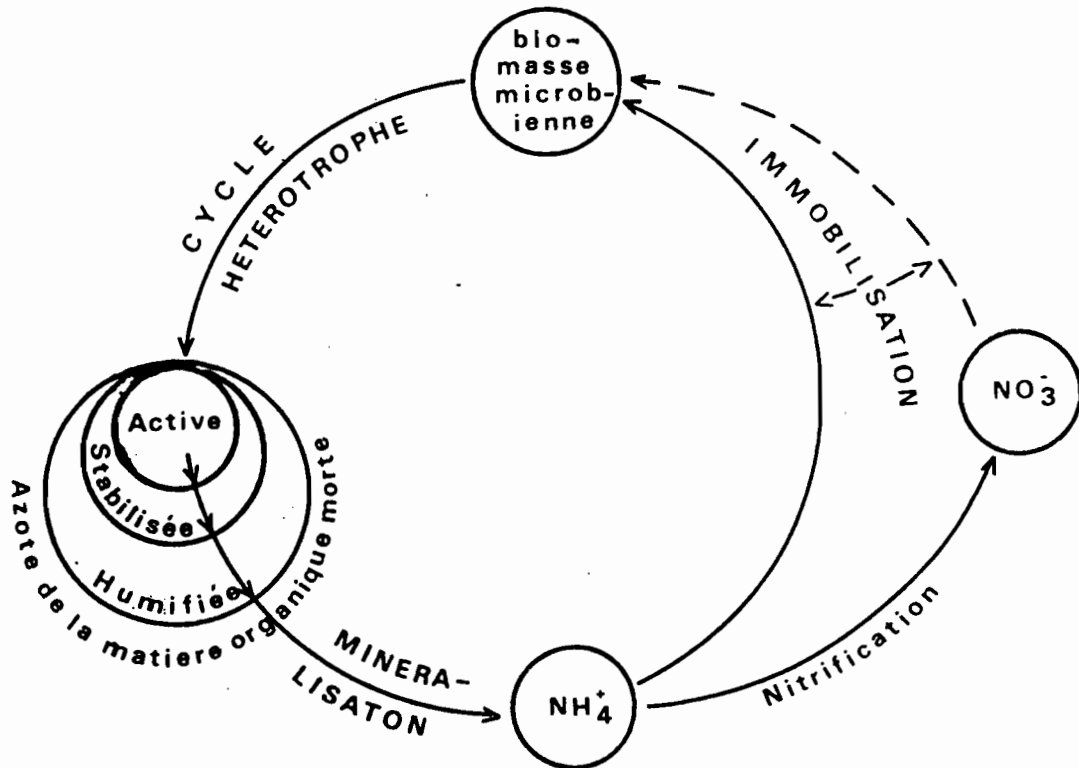 bio-
masse
microb-
ienne
CYCLE
HETEROTROPHE
IMMOBILISATION
NO3-
Active
Stabilisée
Humifiée
Azote de la matiere organique morte
MINERA-
LISATON
NH4+
Nitrification